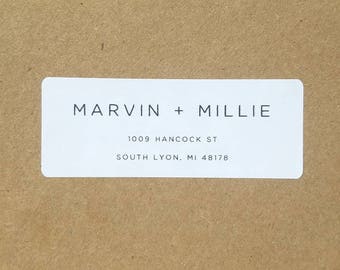 MARVIN + MILLIE
1009 HANCOCK ST
SOUTH LYON, MI 48178